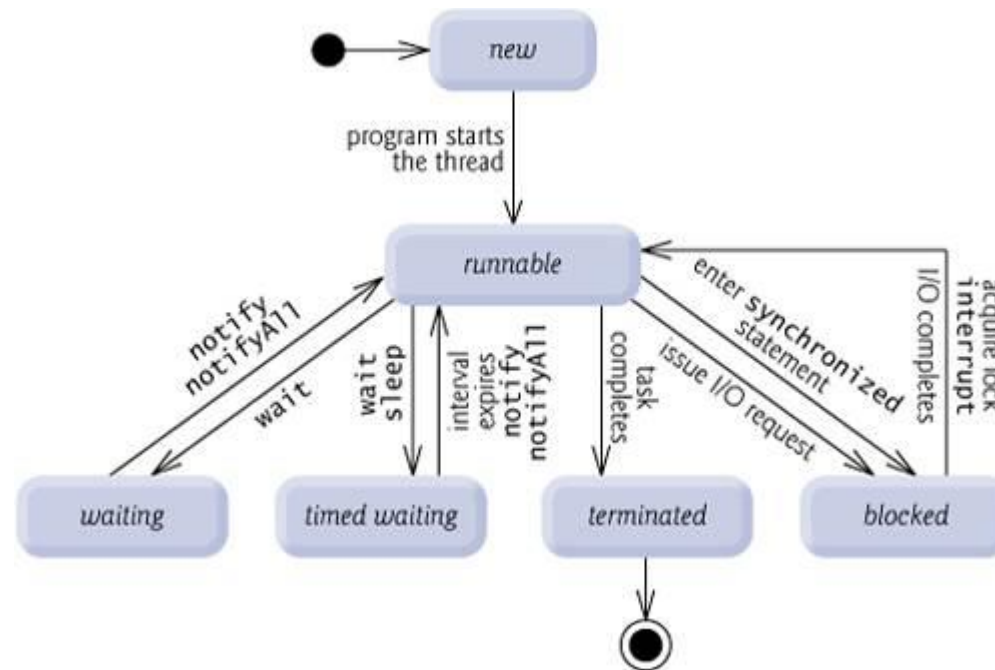 new
program starts
the thread
runnable
notify
notifyAll
wait
wait
sleep
interval
expires
notify
notifyAll
task
completes
issue I/O request
enter synchronized
statement
I/O completes
interrupt
acquire lock
waiting
timed waiting
terminated
blocked